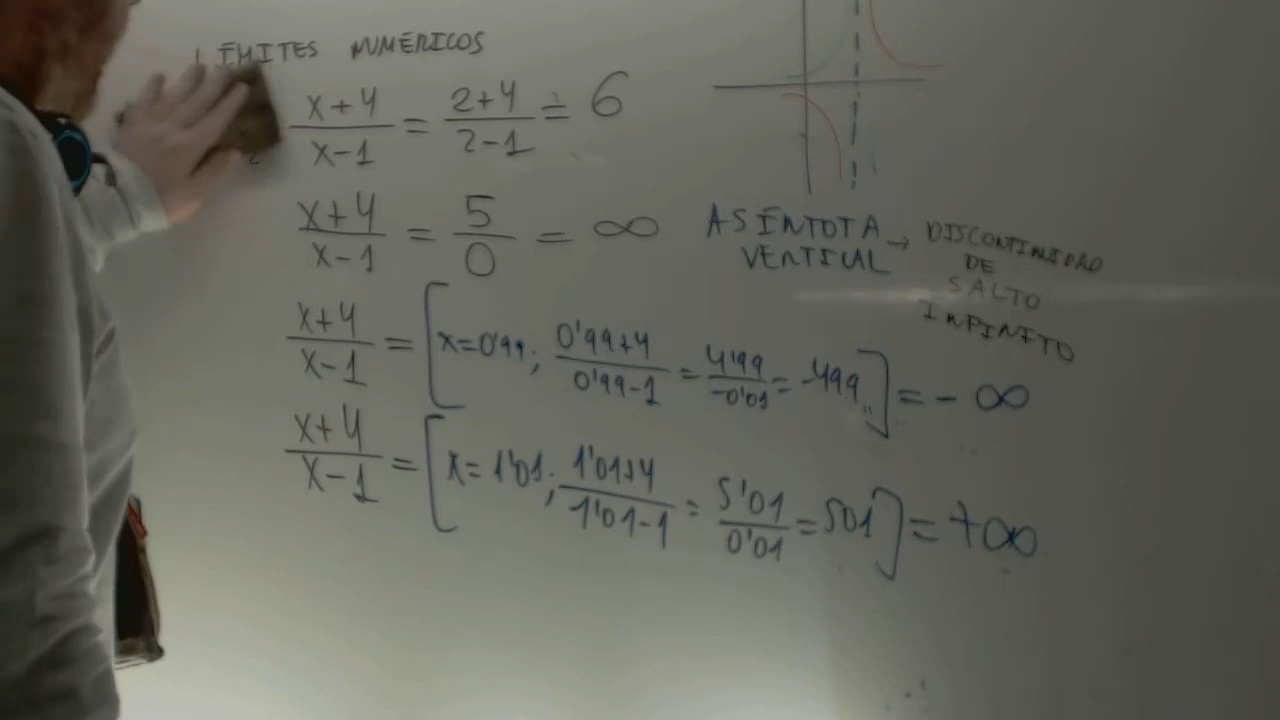 LÍMITES NUMÉRICOS
x+4 / x-1 = 2+4 / 2-1 = 6
2
x+4 / x-1 = 5 / 0 = ∞
ASÍNTOTA → DISCONTINIDAD
VERTICAL DE
SALTO
INFINITO
x+4 / x-1 = [x=0'99; 0'99+4 / 0'99-1 = 4'99 / -0'01 = -499] = -∞
x+4 / x-1 = [x=1'01; 1'01+4 / 1'01-1 = 5'01 / 0'01 = 501] = +∞